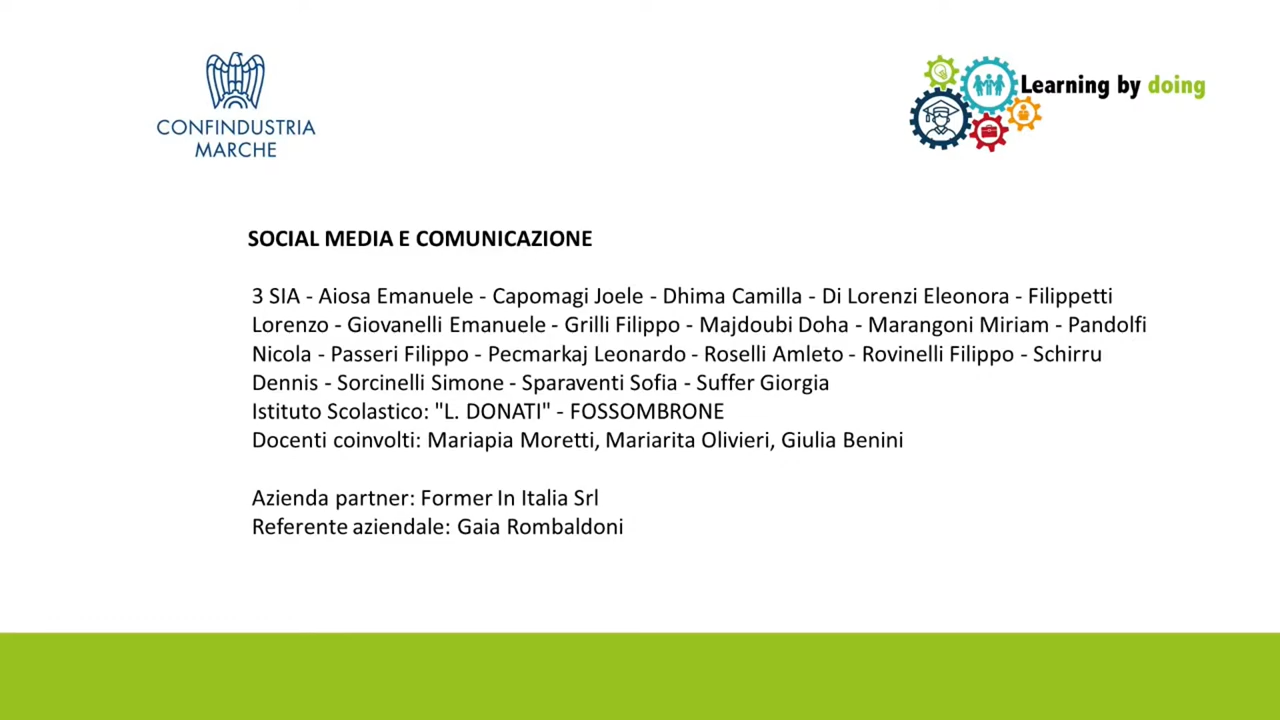 CONFINDUSTRIA
MARCHE
Learning by doing
SOCIAL MEDIA E COMUNICAZIONE
3 SIA - Aiosa Emanuele - Capomagi Joele - Dhima Camilla - Di Lorenzi Eleonora - Filippetti
Lorenzo - Giovanelli Emanuele - Grilli Filippo - Majdoubi Doha - Marangoni Miriam - Pandolfi
Nicola - Passeri Filippo - Pecmarkaj Leonardo - Roselli Amleto - Rovinelli Filippo - Schirru
Dennis - Sorcinelli Simone - Sparaventi Sofia - Suffer Giorgia
Istituto Scolastico: "L. DONATI" - FOSSOMBRONE
Docenti coinvolti: Mariapia Moretti, Mariarita Olivieri, Giulia Benini
Azienda partner: Former In Italia Srl
Referente aziendale: Gaia Rombaldoni